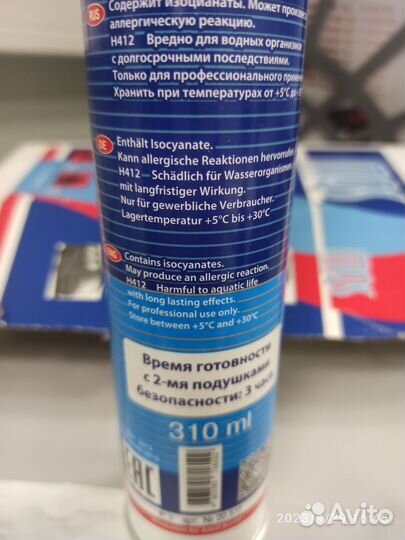 RUS
Содержит изоцианаты. Может
аллергическую реакцию.
H412 – Вредно для водных организмов
с долгосрочными последствиями.
Только для профессионального
Хранить при температурах от +5°C до
DE
Enthält Isocyanate.
Kann allergische Reaktionen hervorrufen
H412 – Schädlich für Wasserorganismen,
mit langfristiger Wirkung.
Nur für gewerbliche Verbraucher.
Lagertemperatur +5°C bis +30°C
Contains isocyanates.
May produce an allergic reaction.
H412 Harmful to aquatic life
with long lasting effects.
For professional use only.
Store between +5°C and +30°C
Время готовности
с 2-мя подушками
безопасности: 3 часа
310 ml
EAC
арт. №
Avito